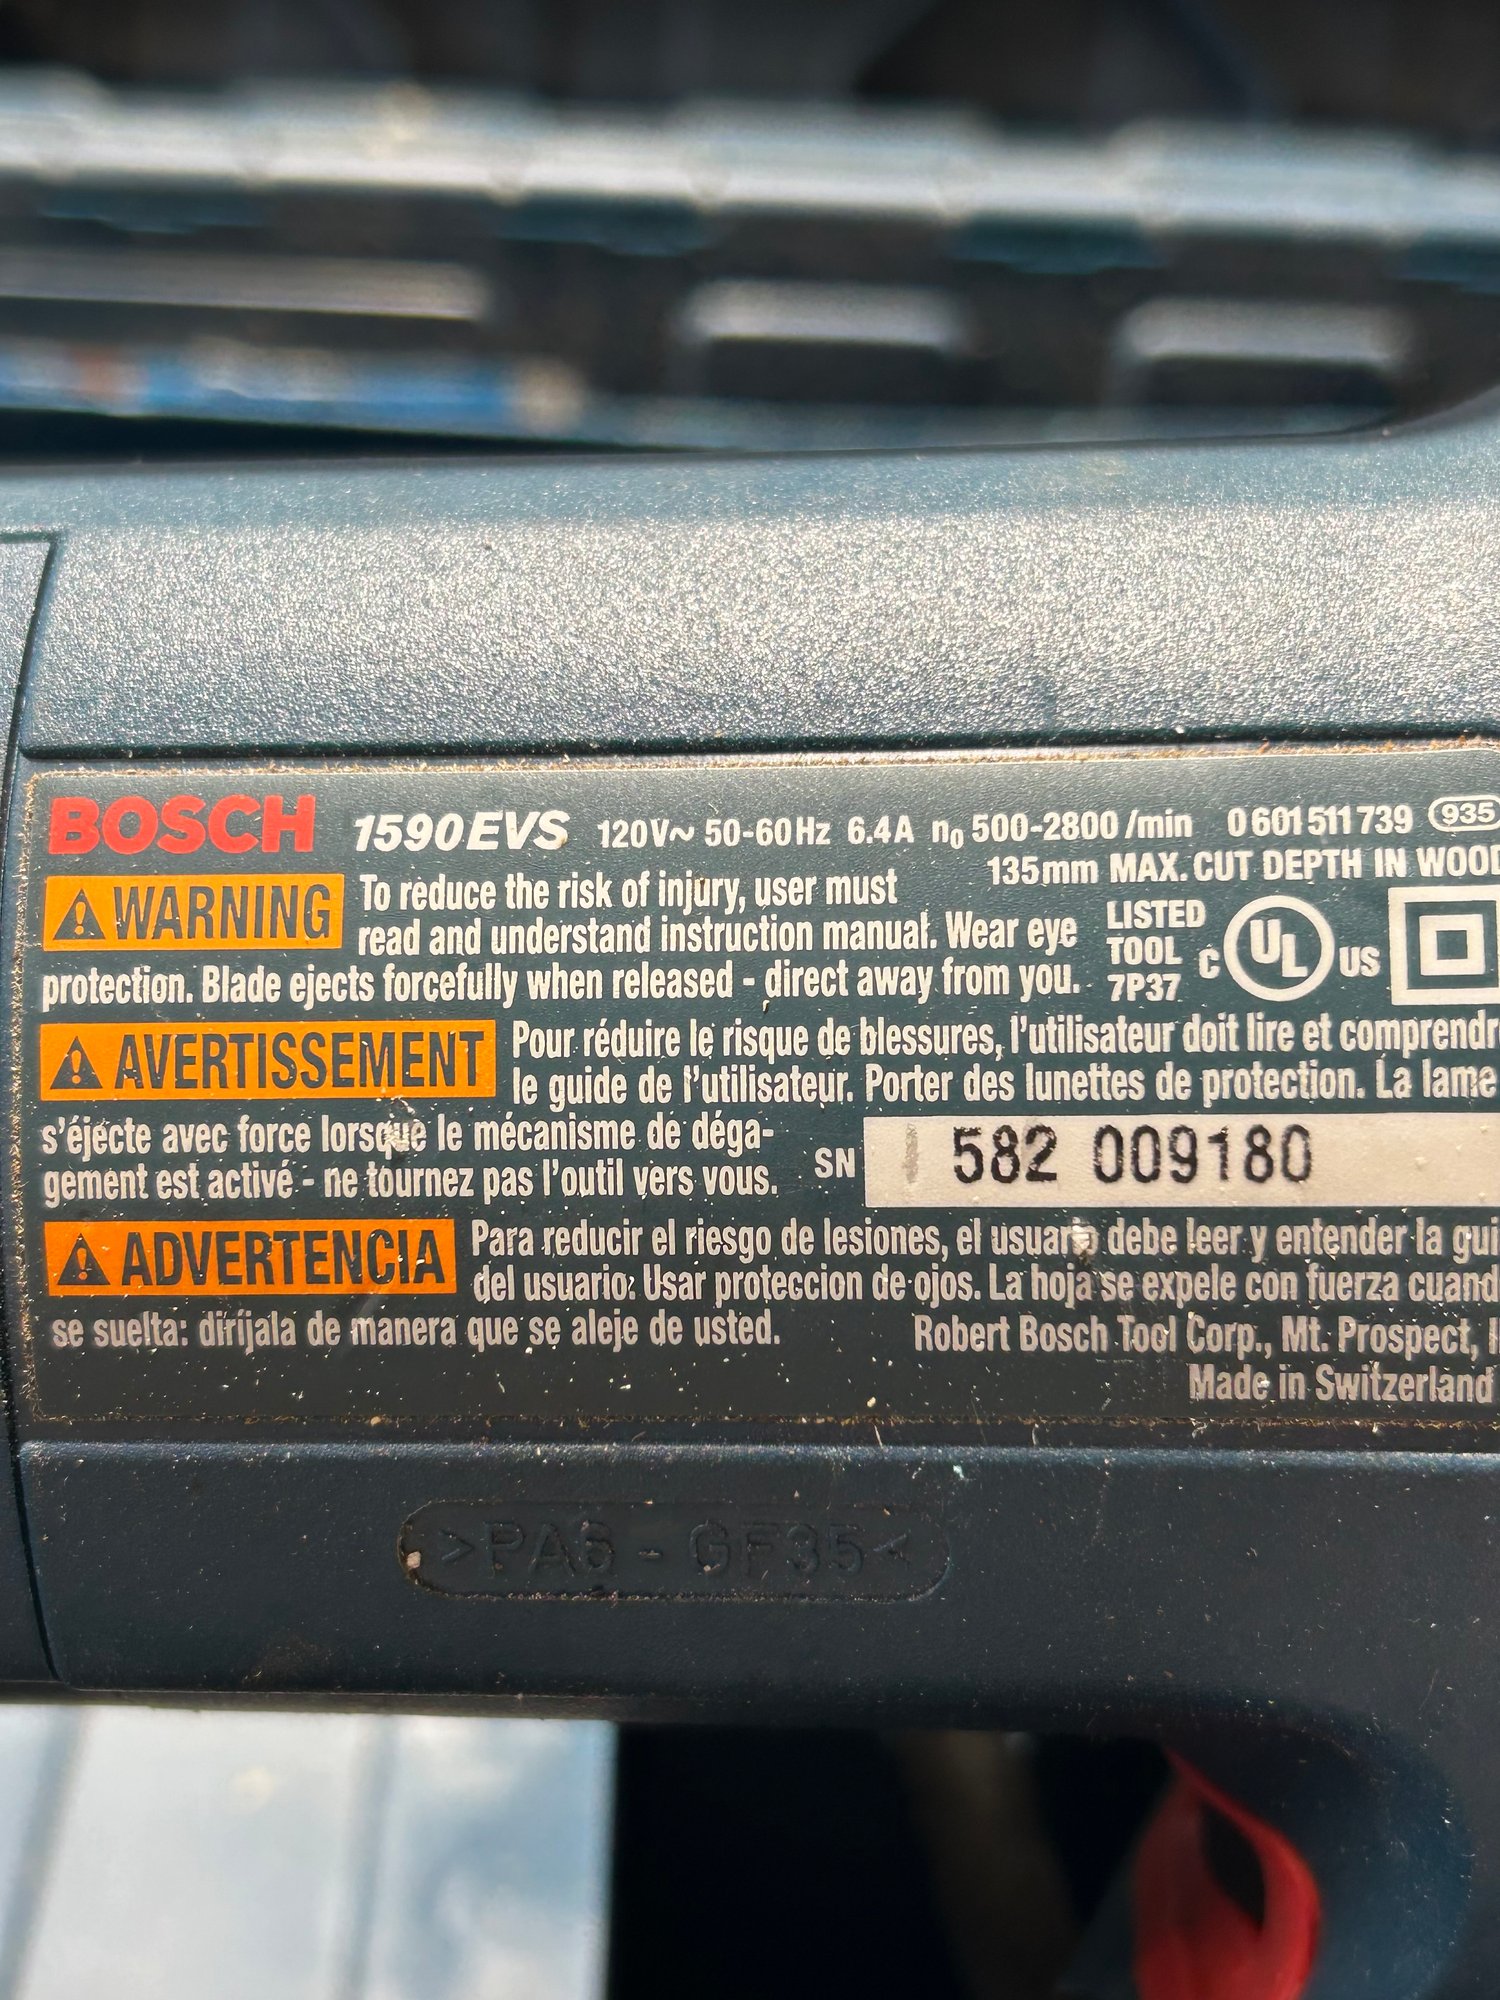 BOSCH 1590EVS 120V~ 50-60Hz 6.4A n₀ 500-2800/min 0 601 511 739 935
135mm MAX. CUT DEPTH IN WOOD
WARNING To reduce the risk of injury, user must
read and understand instruction manual. Wear eye
protection. Blade ejects forcefully when released - direct away from you.
LISTED
TOOL
7P37
C UL US
AVERTISSEMENT Pour réduire le risque de blessures, l'utilisateur doit lire et comprendr
le guide de l'utilisateur. Porter des lunettes de protection. La lame
s'éjecte avec force lorsque le mécanisme de déga-
gement est activé - ne tournez pas l'outil vers vous.
SN 582 009180
ADVERTENCIA Para reducir el riesgo de lesiones, el usuario debe leer y entender la gui
del usuario. Usar proteccion de ojos. La hoja se expele con fuerza cuand
se suelta: diríjala de manera que se aleje de usted.
Robert Bosch Tool Corp., Mt. Prospect, I
Made in Switzerland
>PA6 - GF35<